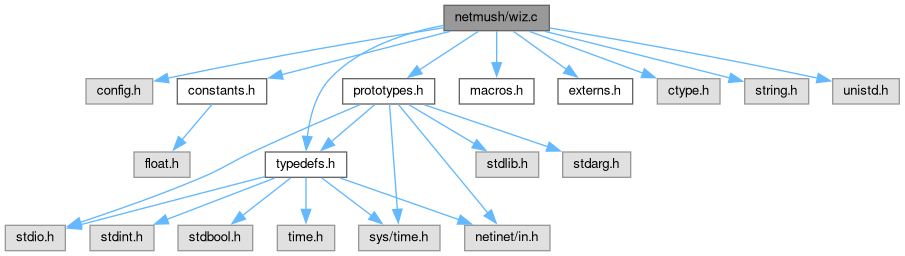 netmush/wiz.c
config.h
constants.h
prototypes.h
macros.h
externs.h
ctype.h
string.h
unistd.h
float.h
typedefs.h
stdlib.h
stdarg.h
stdio.h
stdint.h
stdbool.h
time.h
sys/time.h
netinet/in.h